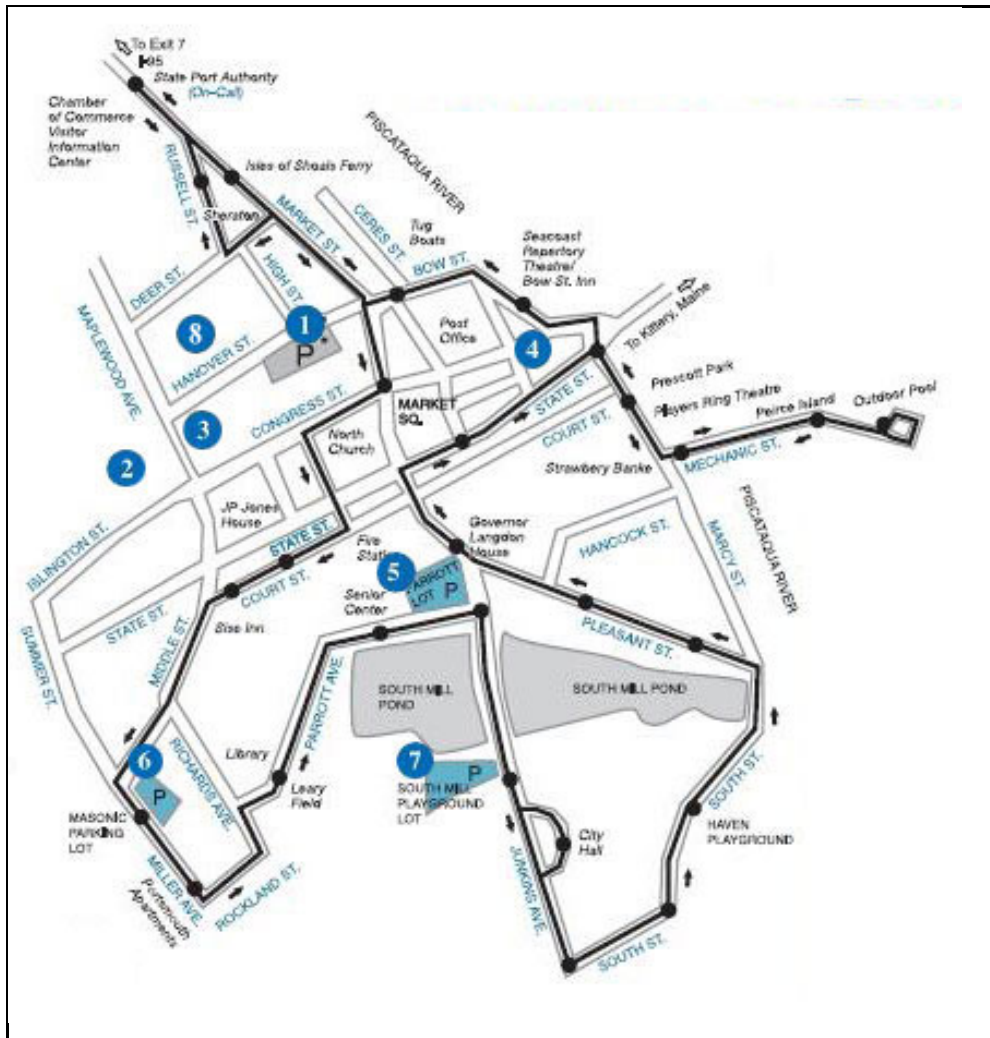 To Exit 7
I-95
State Port Authority
(On-Call)
Chamber
of Commerce
Visitor
Information
Center
RUSSELL ST.
Isles of Shoals Ferry
Sheraton
MARKET ST.
PISCATAQUA RIVER
CERES ST.
Tug
Boats
BOW ST.
Seacoast
Repertory
Theatre/
Bow St. Inn
DEER ST.
HIGH ST.
MAPLEWOOD AVE.
8
1
P
*
HANOVER ST.
Post
Office
4
To Kittery, Maine
Prescott Park
Players Ring Theatre
Peirce Island
Outdoor Pool
MECHANIC ST.
3
CONGRESS ST.
MARKET
SQ.
STATE ST.
COURT ST.
North
Church
Strawbery Banke
2
JP Jones
House
ISLINGTON ST.
STATE ST.
Fire
Station
Governor
Langdon
House
HANCOCK ST.
MARCY ST.
PISCATAQUA RIVER
5
PARROTT
LOT
P
COURT ST.
Senior
Center
STATE ST.
MIDDLE ST.
Sise Inn
SUMMER ST.
PLEASANT ST.
PARROTT AVE.
SOUTH MILL
POND
SOUTH MILL POND
6
P
RICHARDS AVE.
Library
Leary
Field
7
P
SOUTH MILL
PLAYGROUND
LOT
MASONIC
PARKING
LOT
MILLER AVE.
Portsmouth
Apartments
ROCKLAND ST.
JUNKINS AVE.
City
Hall
SOUTH ST.
HAVEN
PLAYGROUND
SOUTH ST.